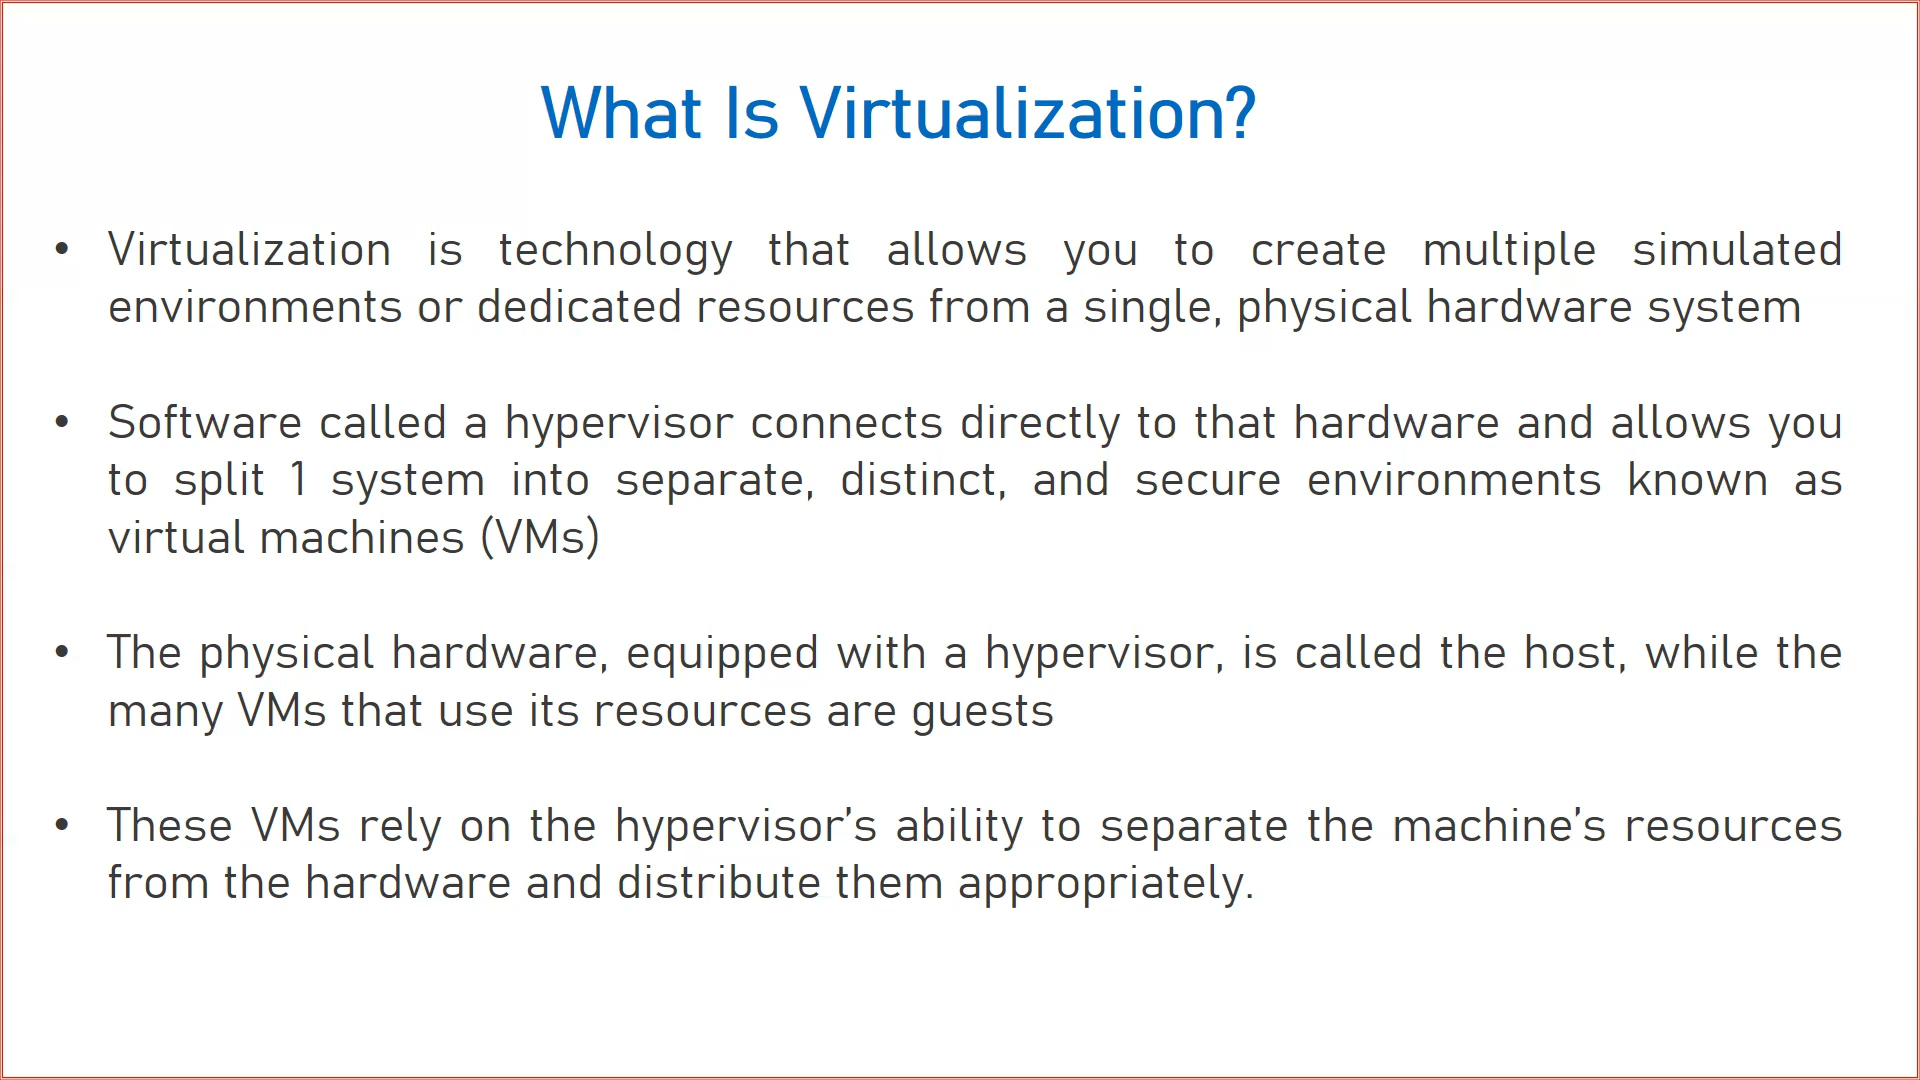 What Is Virtualization?
• Virtualization is technology that allows you to create multiple simulated
environments or dedicated resources from a single, physical hardware system
• Software called a hypervisor connects directly to that hardware and allows you
to split 1 system into separate, distinct, and secure environments known as
virtual machines (VMs)
• The physical hardware, equipped with a hypervisor, is called the host, while the
many VMs that use its resources are guests
• These VMs rely on the hypervisor’s ability to separate the machine’s resources
from the hardware and distribute them appropriately.